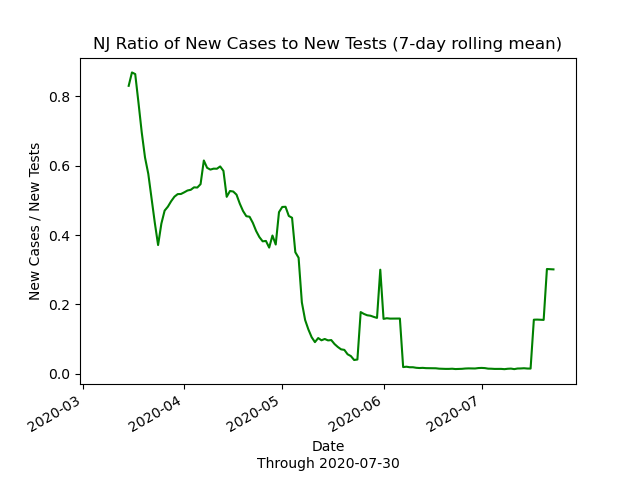 NJ Ratio of New Cases to New Tests (7-day rolling mean)
New Cases / New Tests
0.8
0.6
0.4
0.2
0.0
2020-03
2020-04
2020-05
2020-06
2020-07
Date
Through 2020-07-30